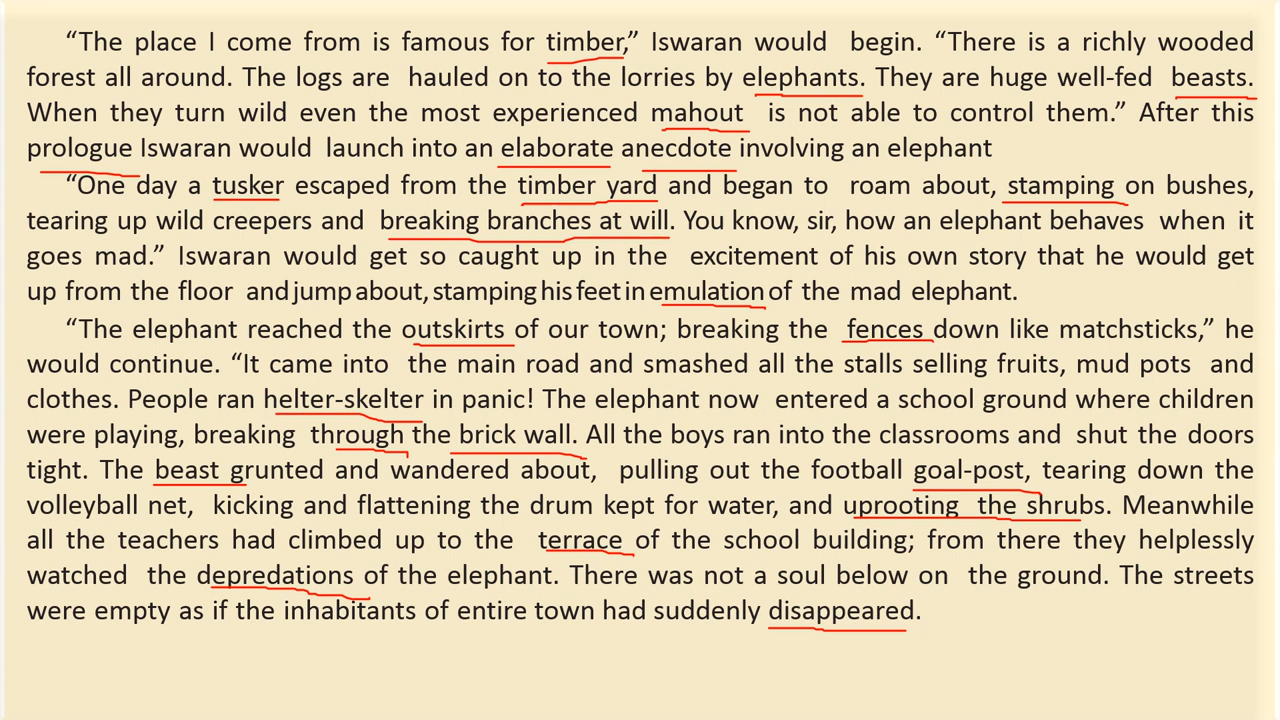 “The place I come from is famous for timber,” Iswaran would begin. “There is a richly wooded
forest all around. The logs are hauled on to the lorries by elephants. They are huge well-fed beasts.
When they turn wild even the most experienced mahout is not able to control them.” After this
prologue Iswaran would launch into an elaborate anecdote involving an elephant
“One day a tusker escaped from the timber yard and began to roam about, stamping on bushes,
tearing up wild creepers and breaking branches at will. You know, sir, how an elephant behaves when it
goes mad.” Iswaran would get so caught up in the excitement of his own story that he would get
up from the floor and jump about, stamping his feet in emulation of the mad elephant.
“The elephant reached the outskirts of our town; breaking the fences down like matchsticks,” he
would continue. “It came into the main road and smashed all the stalls selling fruits, mud pots and
clothes. People ran helter-skelter in panic! The elephant now entered a school ground where children
were playing, breaking through the brick wall. All the boys ran into the classrooms and shut the doors
tight. The beast grunted and wandered about, pulling out the football goal-post, tearing down the
volleyball net, kicking and flattening the drum kept for water, and uprooting the shrubs. Meanwhile
all the teachers had climbed up to the terrace of the school building; from there they helplessly
watched the depredations of the elephant. There was not a soul below on the ground. The streets
were empty as if the inhabitants of entire town had suddenly disappeared.